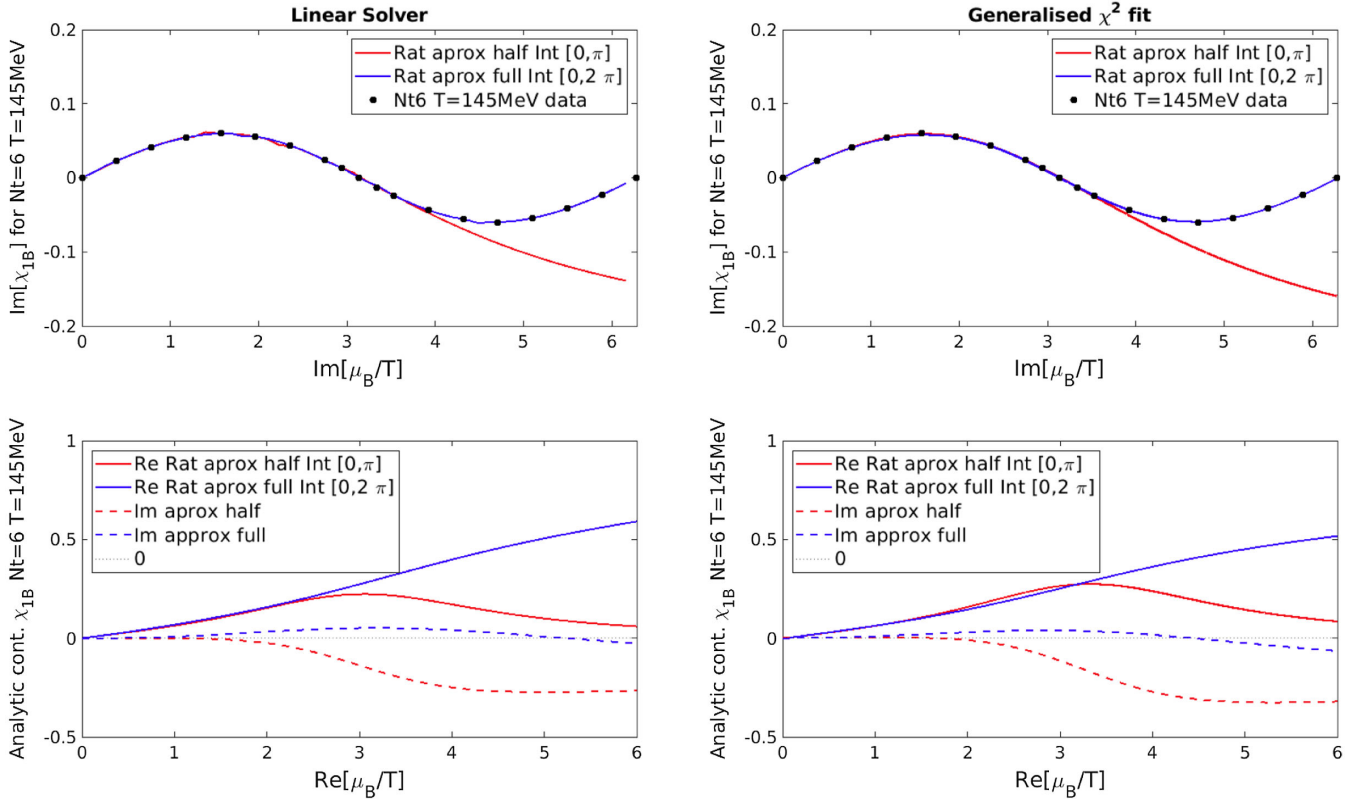 Linear Solver
Im[χ1B] for Nt=6 T=145MeV
0.2
0.1
0
-0.1
-0.2
Rat aprox half Int [0,π]
Rat aprox full Int [0,2 π]
Nt6 T=145MeV data
0 1 2 3 4 5 6
Im[μB/T]
Generalised χ2 fit
Im[χ1B] for Nt=6 T=145MeV
0.2
0.1
0
-0.1
-0.2
Rat aprox half Int [0,π]
Rat aprox full Int [0,2 π]
Nt6 T=145MeV data
0 1 2 3 4 5 6
Im[μB/T]
Analytic cont. χ1B Nt=6 T=145MeV
1
0.5
0
-0.5
Re Rat aprox half Int [0,π]
Re Rat aprox full Int [0,2 π]
Im aprox half
Im approx full
0
0 1 2 3 4 5 6
Re[μB/T]
Analytic cont. χ1B Nt=6 T=145MeV
1
0.5
0
-0.5
Re Rat aprox half Int [0,π]
Re Rat aprox full Int [0,2 π]
Im aprox half
Im approx full
0
0 1 2 3 4 5 6
Re[μB/T]